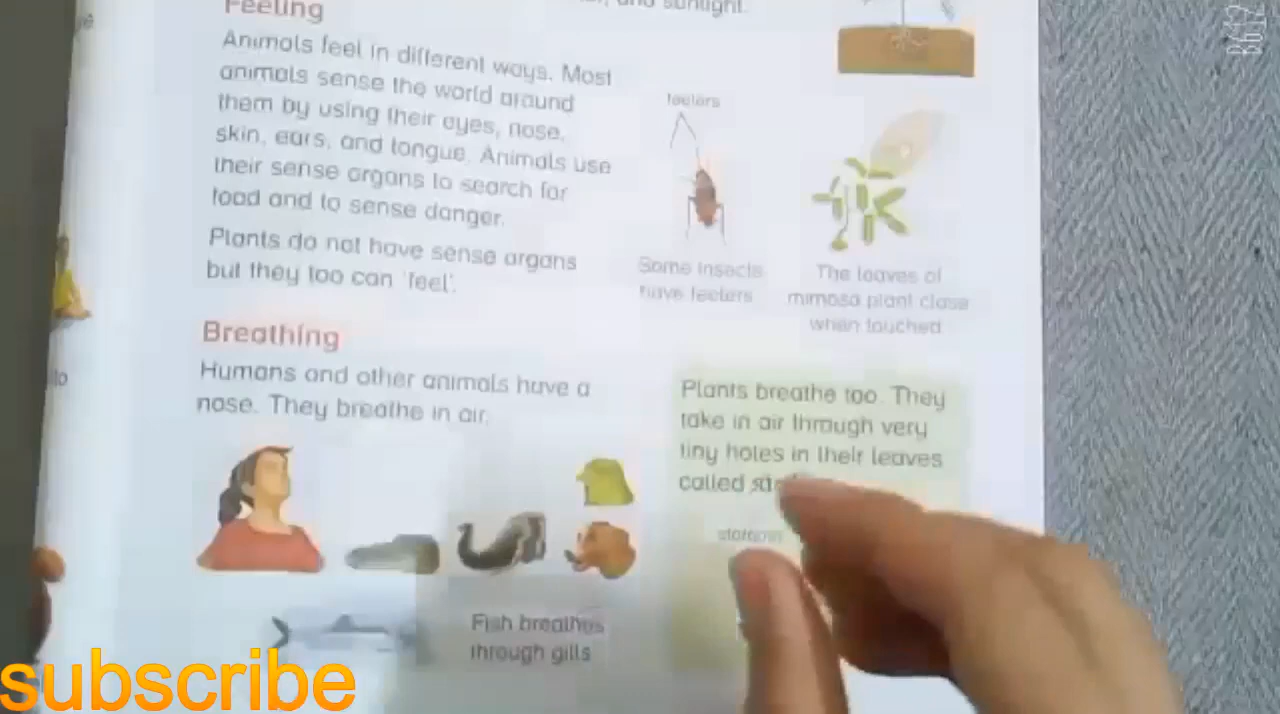 Feeling
and sunlight.
Animals feel in different ways. Most
animals sense the world around
them by using their eyes, nose,
skin, ears, and tongue. Animals use
their sense organs to search for
food and to sense danger.
Plants do not have sense organs
but they too can 'feel'.
feelers
Some insects
have feelers
The leaves of
mimosa plant close
when touched
Breathing
Humans and other animals have a
nose. They breathe in air.
Fish breathes
through gills
Plants breathe too. They
take in air through very
tiny holes in their leaves
called
stomata
to
subscribe